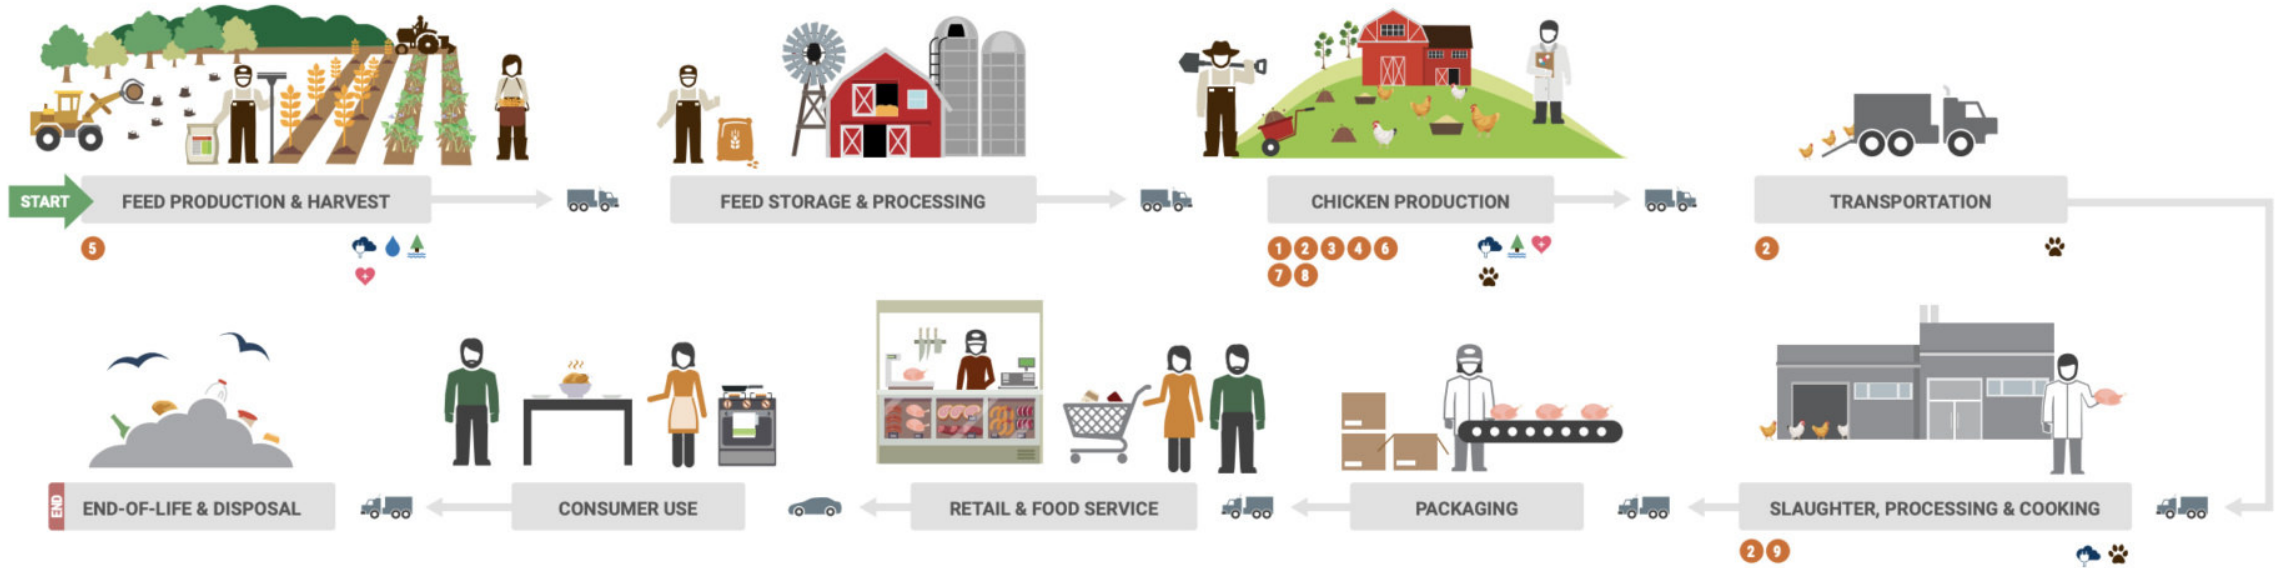 START
FEED PRODUCTION & HARVEST
FEED STORAGE & PROCESSING
CHICKEN PRODUCTION
TRANSPORTATION
5
1 2 3 4 6
7 8
2
END
END-OF-LIFE & DISPOSAL
CONSUMER USE
RETAIL & FOOD SERVICE
PACKAGING
SLAUGHTER, PROCESSING & COOKING
2 9